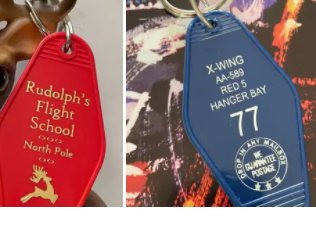 Rudolph's
Flight
School
North Pole
X-WING
AA-589
RED 5
HANGER BAY
77
DROP IN ANY MAILBOX
WE
GUARANTEE
POSTAGE